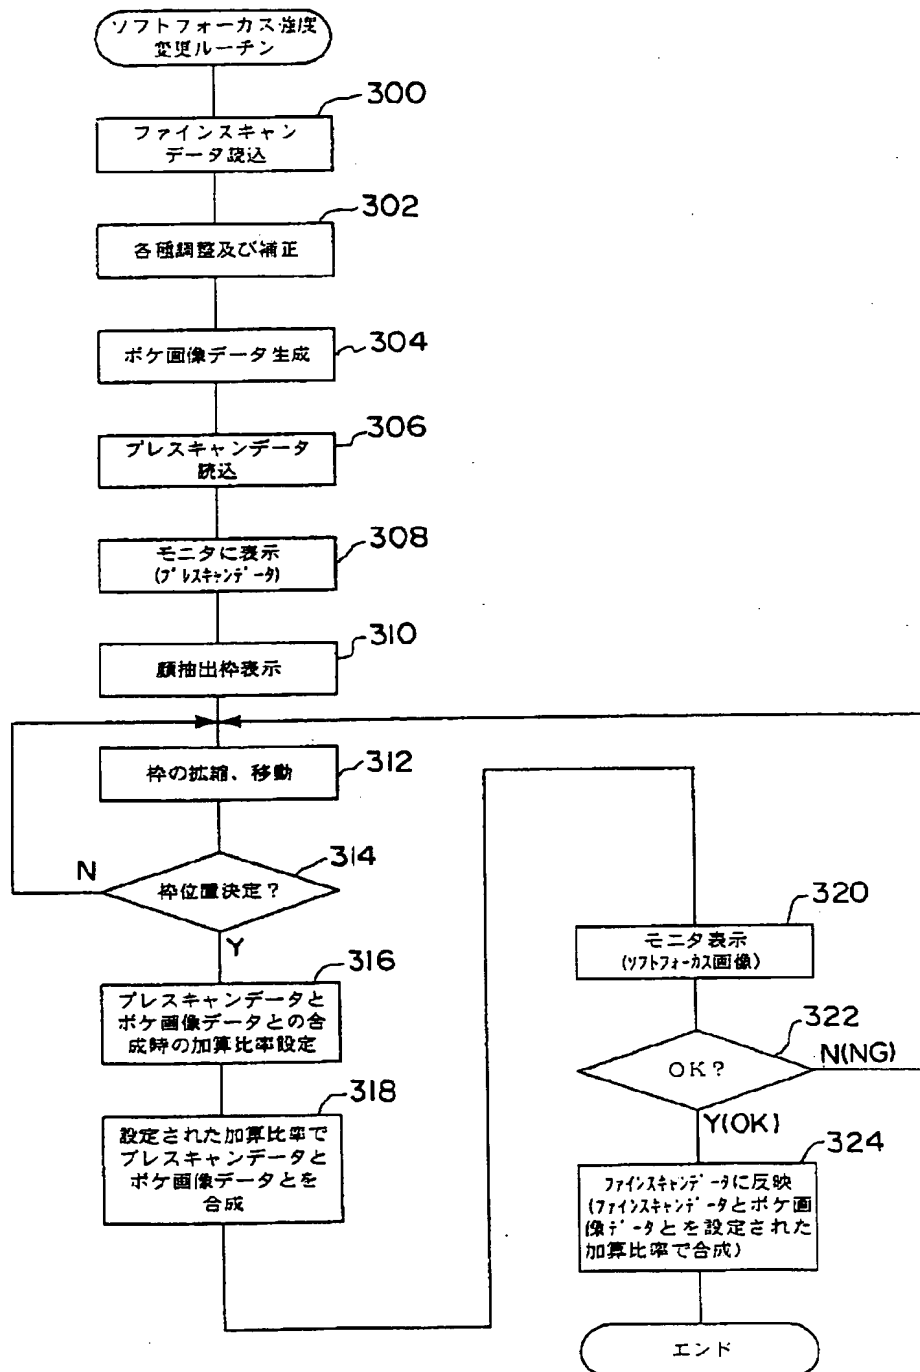 ソフトフォーカス強度
変更ルーチン
300
ファインスキャン
データ読込
302
各種調整及び補正
304
ボケ画像データ生成
306
プレスキャンデータ
読込
308
モニタに表示
(プレスキャンデータ)
310
顔抽出枠表示
312
枠の拡縮、移動
314
N
枠位置決定?
Y
316
プレスキャンデータと
ボケ画像データとの合
成時の加算比率設定
318
設定された加算比率で
プレスキャンデータと
ボケ画像データとを
合成
320
モニタ表示
(ソフトフォーカス画像)
322
OK?
N(NG)
Y(OK)
324
ファインスキャンデータに反映
(ファインスキャンデータとボケ画
像データとを設定された
加算比率で合成)
エンド